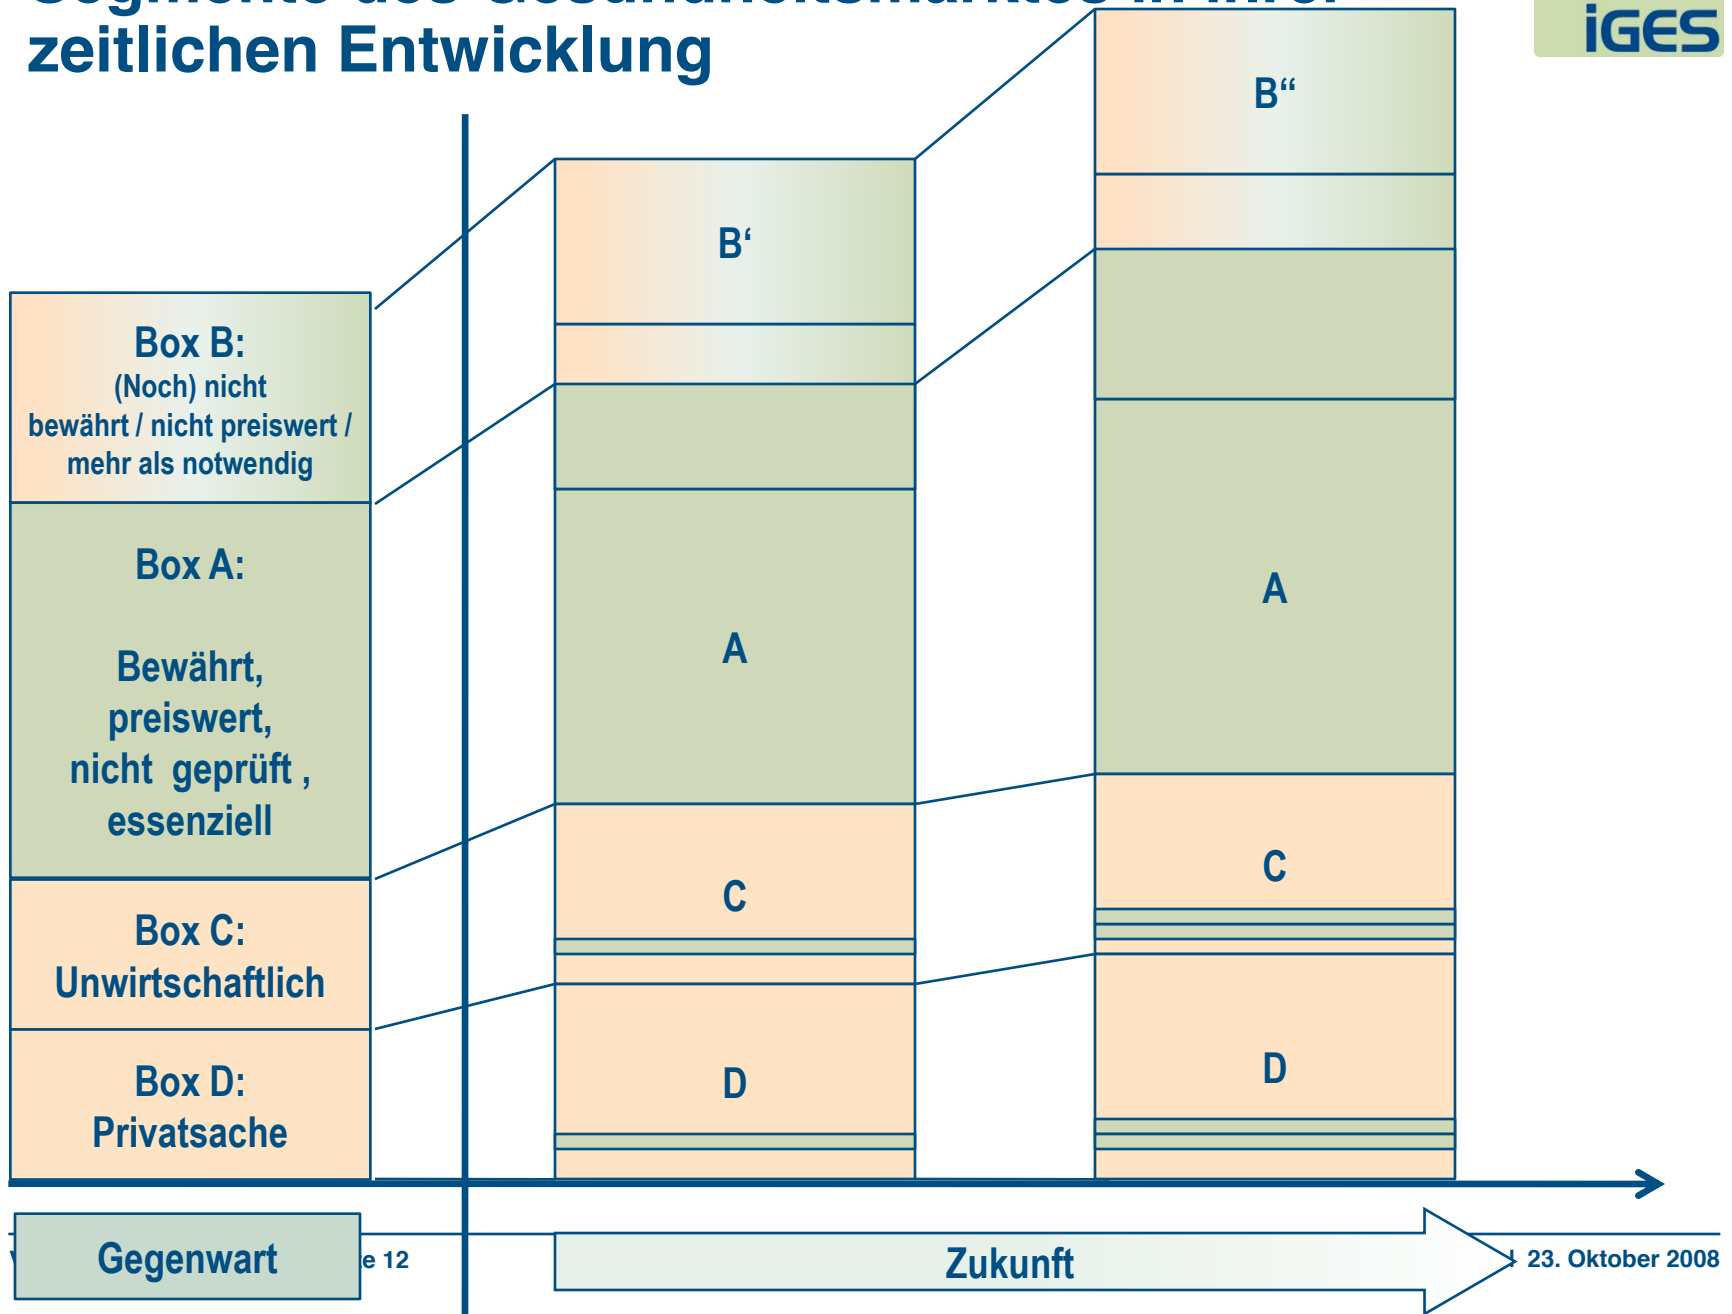 zeitlichen Entwicklung
iGES
B“
B‘
Box B:
(Noch) nicht
bewährt / nicht preiswert /
mehr als notwendig
Box A:
Bewährt,
preiswert,
nicht geprüft ,
essenziell
A
A
Box C:
Unwirtschaftlich
C
C
Box D:
Privatsache
D
D
Gegenwart
e 12
Zukunft
23. Oktober 2008